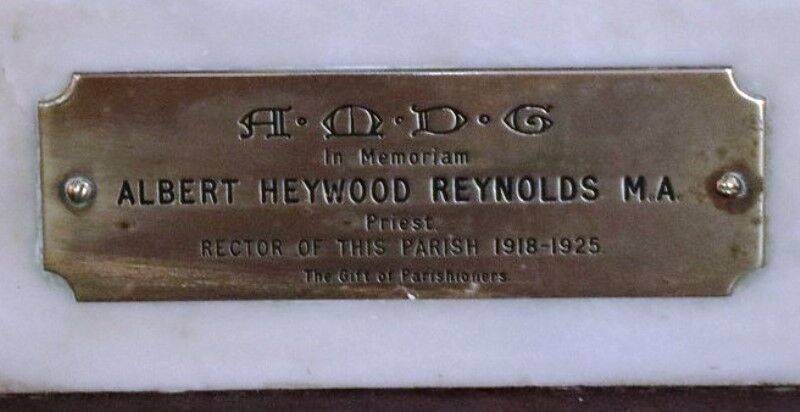 A·M·D·G
In Memoriam
ALBERT HEYWOOD REYNOLDS M.A.
Priest.
RECTOR OF THIS PARISH 1918-1925.
The Gift of Parishioners.